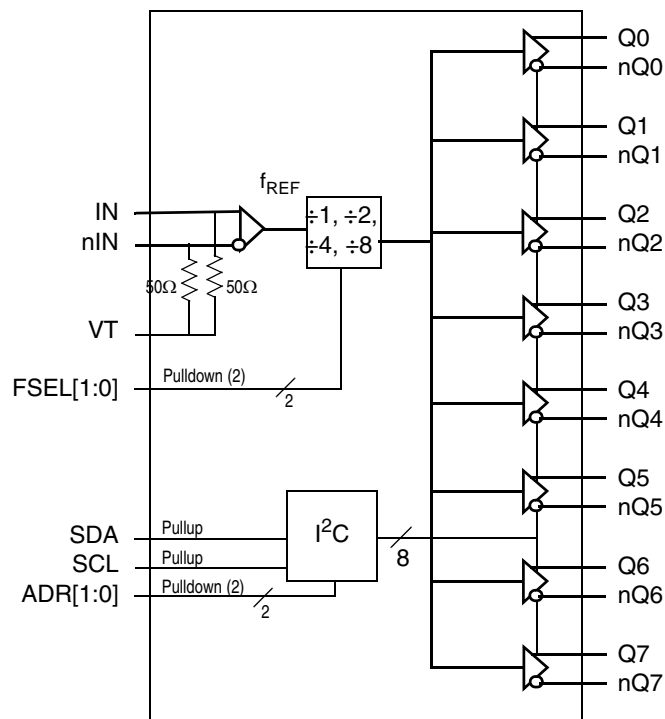 Q0
nQ0
Q1
nQ1
IN
nIN
VT
FSEL[1:0]
50Ω
50Ω
Pulldown (2)
2
fREF
÷1, ÷2,
÷4, ÷8
Q2
nQ2
Q3
nQ3
Q4
nQ4
Q5
nQ5
SDA
Pullup
SCL
Pullup
ADR[1:0]
Pulldown (2)
2
I²C
8
Q6
nQ6
Q7
nQ7